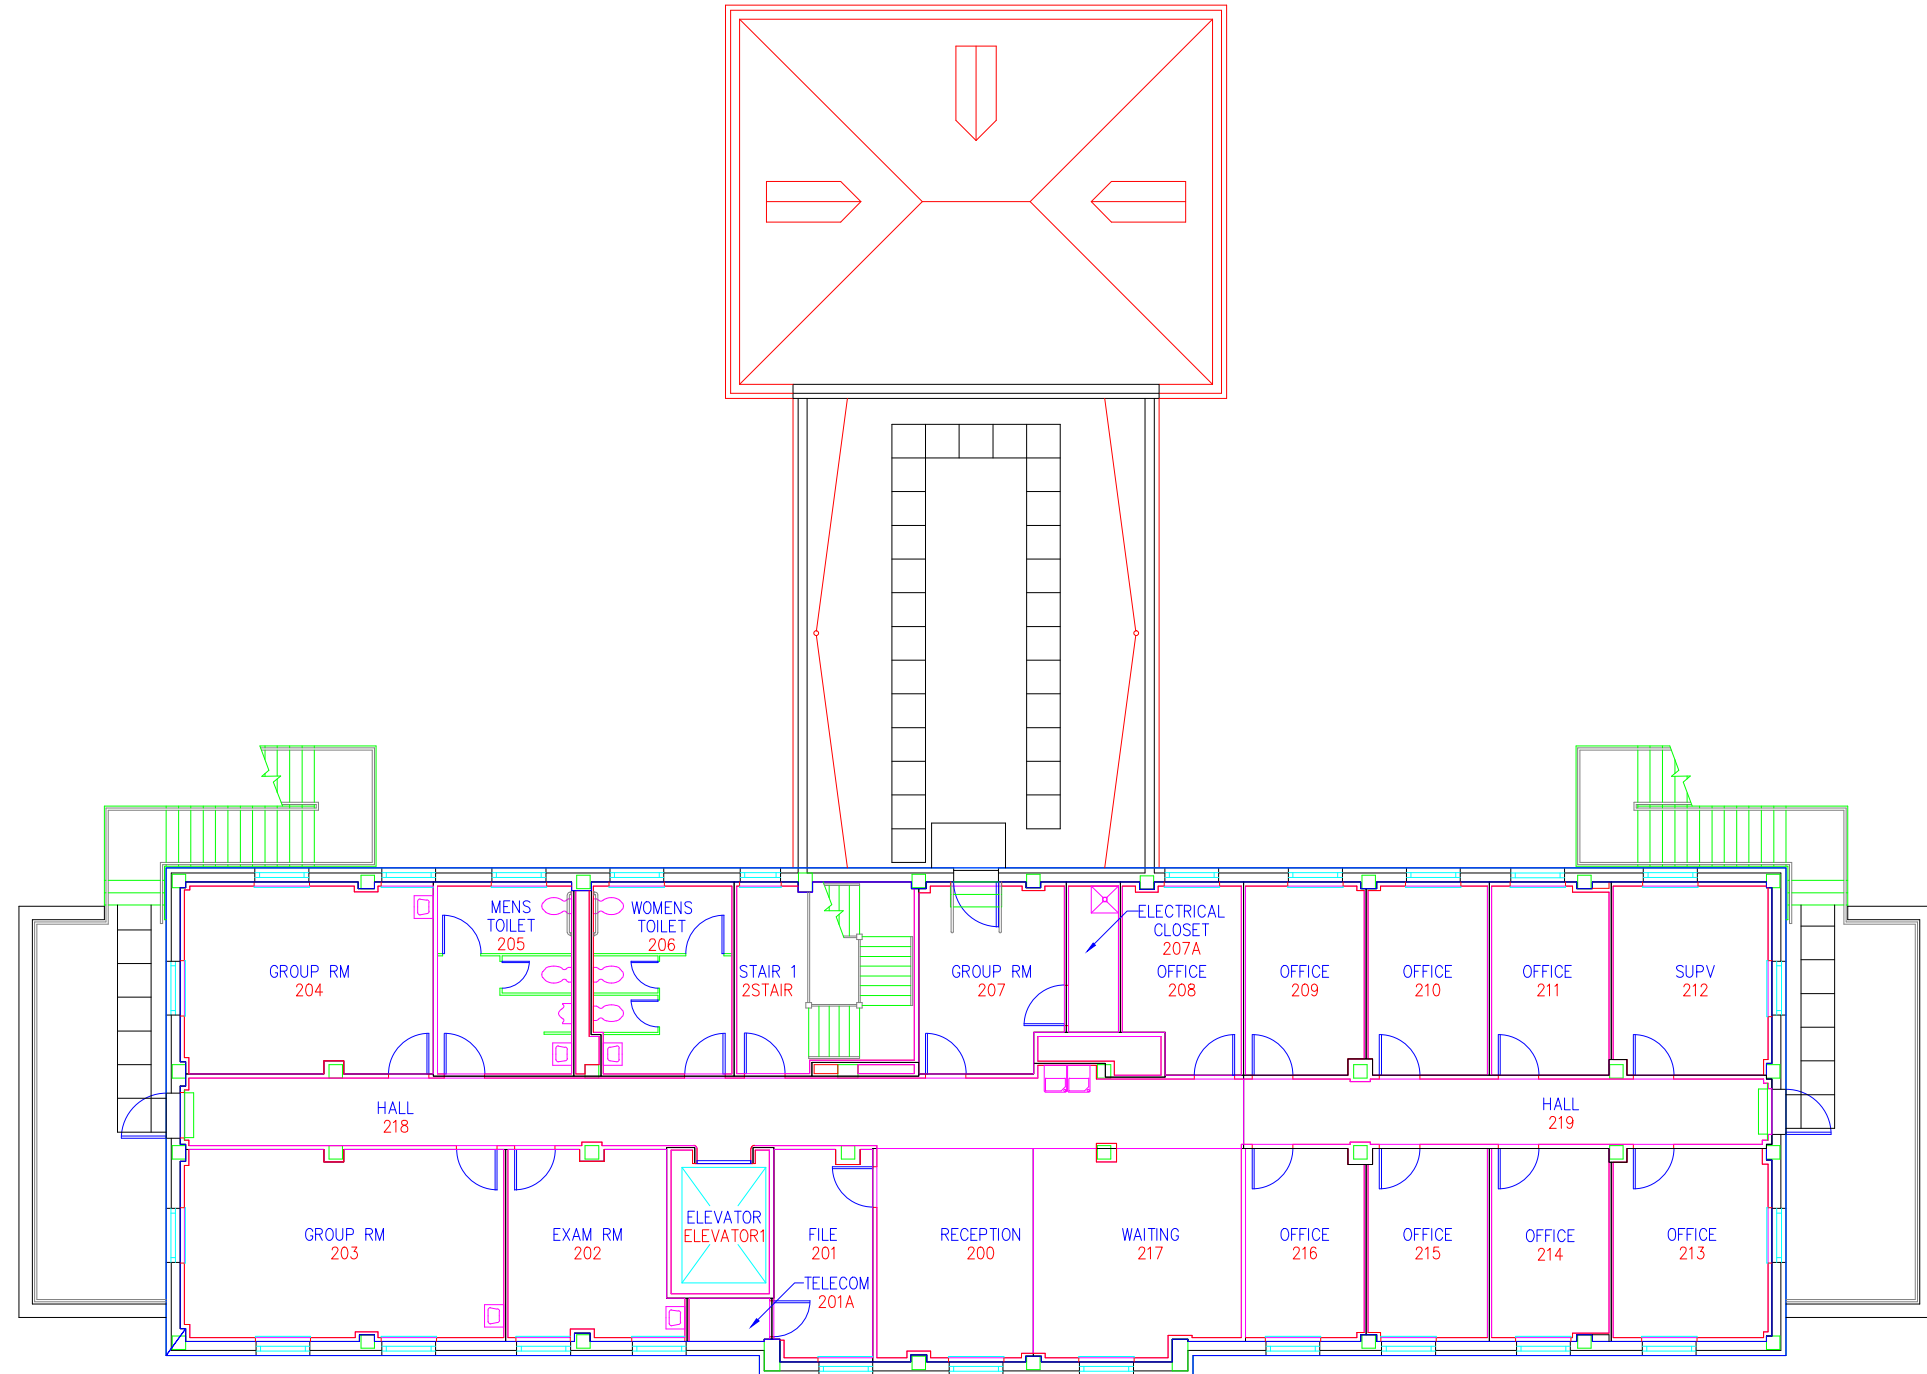 MENS
TOILET
205
WOMENS
TOILET
206
ELECTRICAL
CLOSET
207A
GROUP RM
204
STAIR 1
2STAIR
GROUP RM
207
OFFICE
208
OFFICE
209
OFFICE
210
OFFICE
211
SUPV
212
HALL
218
HALL
219
GROUP RM
203
EXAM RM
202
ELEVATOR
ELEVATOR1
FILE
201
RECEPTION
200
WAITING
217
OFFICE
216
OFFICE
215
OFFICE
214
OFFICE
213
TELECOM
201A